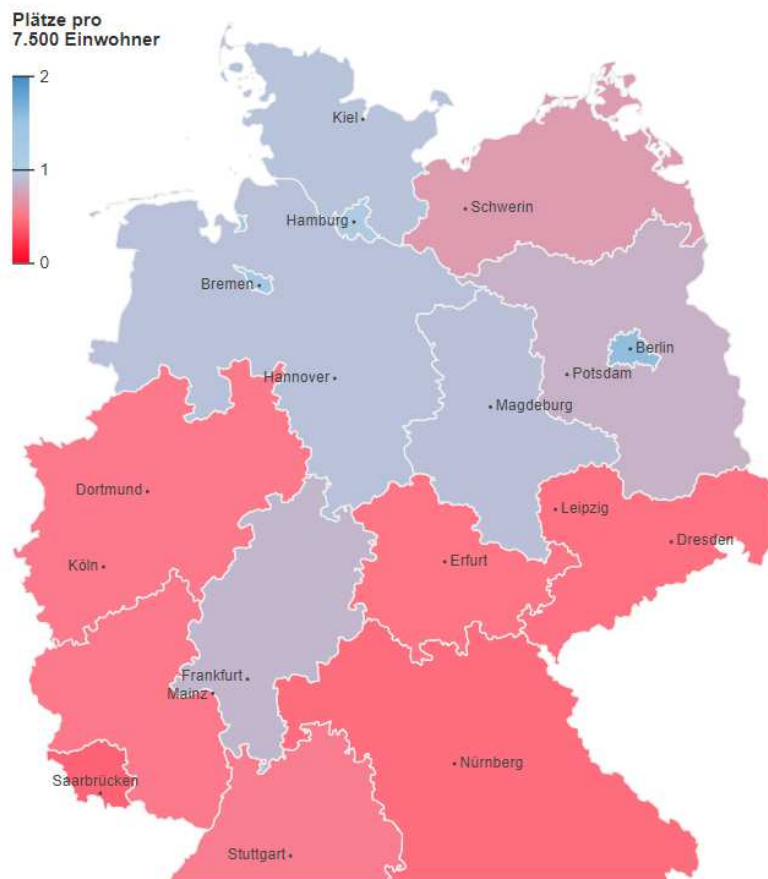 Plätze pro
7.500 Einwohner
2
1
0
Kiel
Schwerin
Hamburg
Bremen
Berlin
Potsdam
Hannover
Magdeburg
Dortmund
Leipzig
Dresden
Köln
Erfurt
Frankfurt
Mainz
Nürnberg
Saarbrücken
Stuttgart